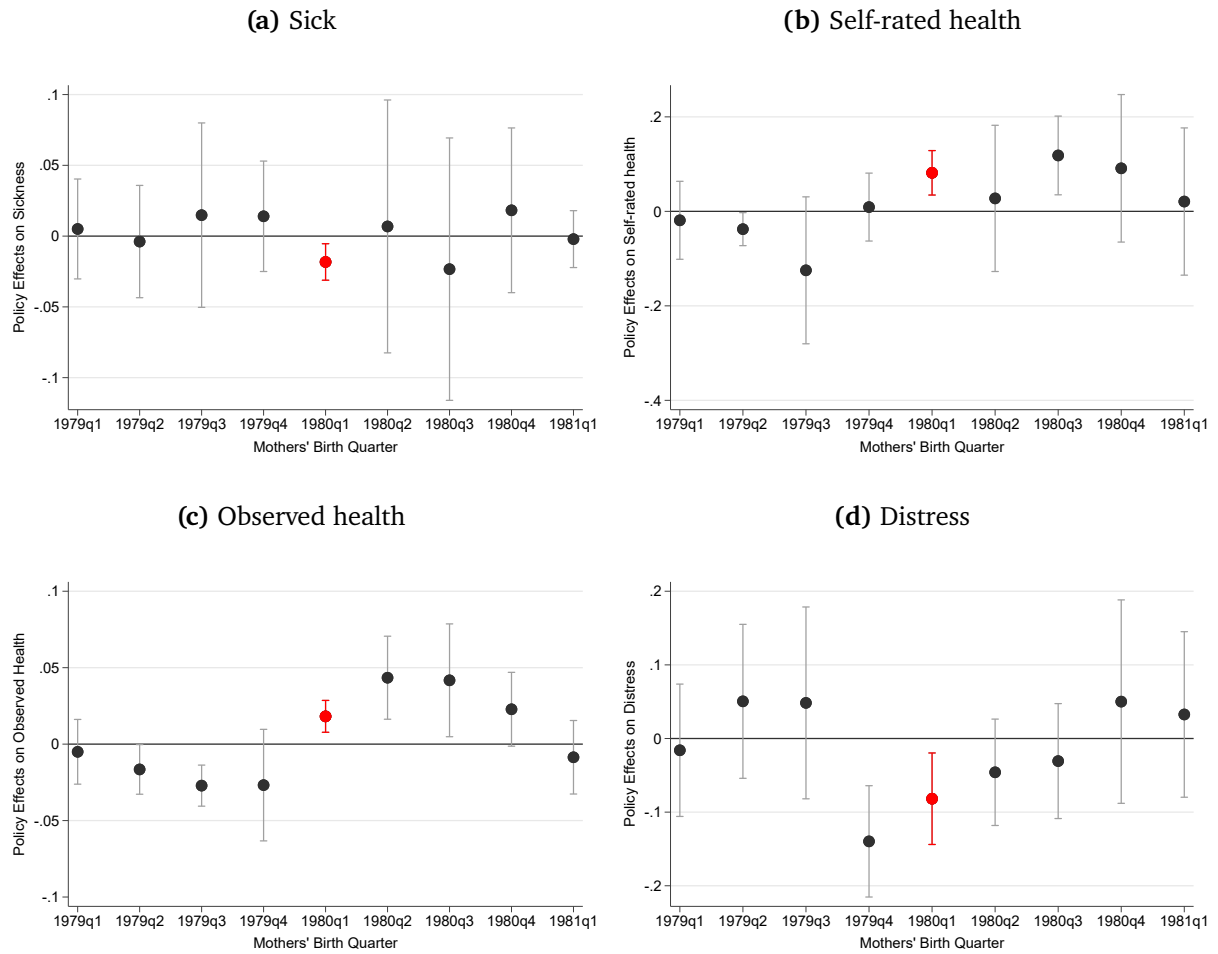 (a) Sick
.1
.05
0
-.05
-.1
Policy Effects on Sickness
1979q1 1979q2 1979q3 1979q4 1980q1 1980q2 1980q3 1980q4 1981q1
Mothers' Birth Quarter
(b) Self-rated health
.2
0
-.2
-.4
Policy Effects on Self-rated health
1979q1 1979q2 1979q3 1979q4 1980q1 1980q2 1980q3 1980q4 1981q1
Mothers' Birth Quarter
(c) Observed health
.1
.05
0
-.05
-.1
Policy Effects on Observed Health
1979q1 1979q2 1979q3 1979q4 1980q1 1980q2 1980q3 1980q4 1981q1
Mothers' Birth Quarter
(d) Distress
.2
.1
0
-.1
-.2
Policy Effects on Distress
1979q1 1979q2 1979q3 1979q4 1980q1 1980q2 1980q3 1980q4 1981q1
Mothers' Birth Quarter